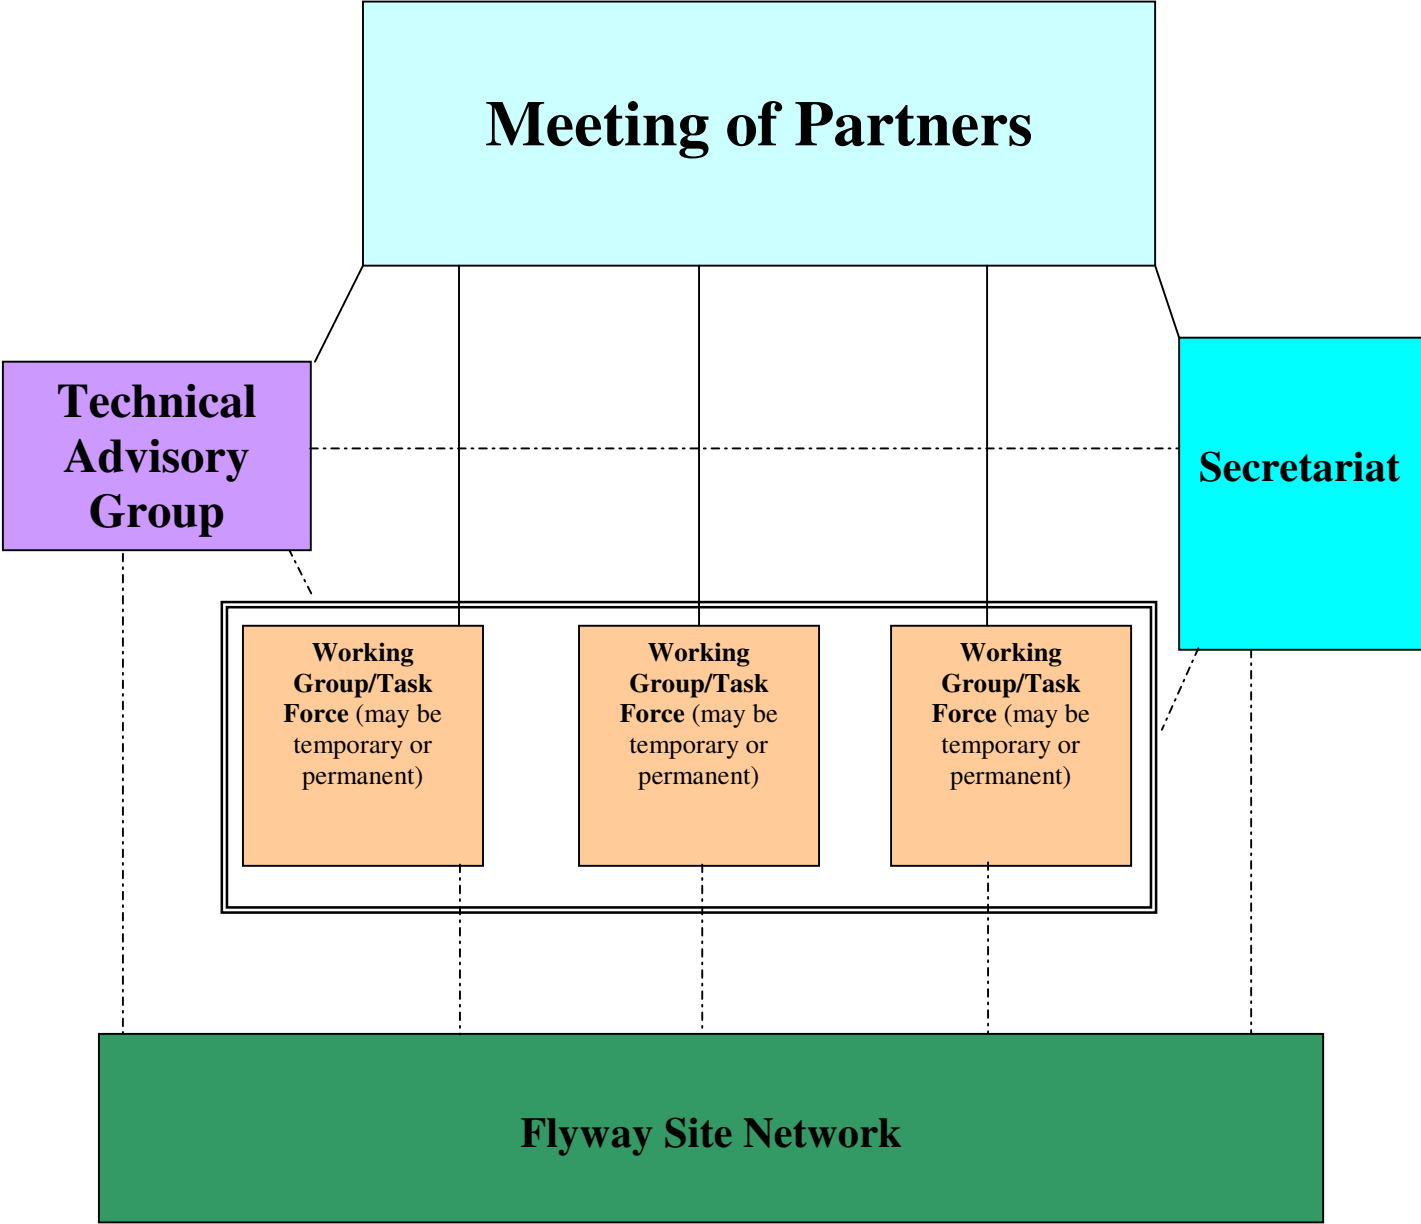 Meeting of Partners
Technical
Advisory
Group
Secretariat
Working
Group/Task
Force (may be
temporary or
permanent)
Working
Group/Task
Force (may be
temporary or
permanent)
Working
Group/Task
Force (may be
temporary or
permanent)
Flyway Site Network